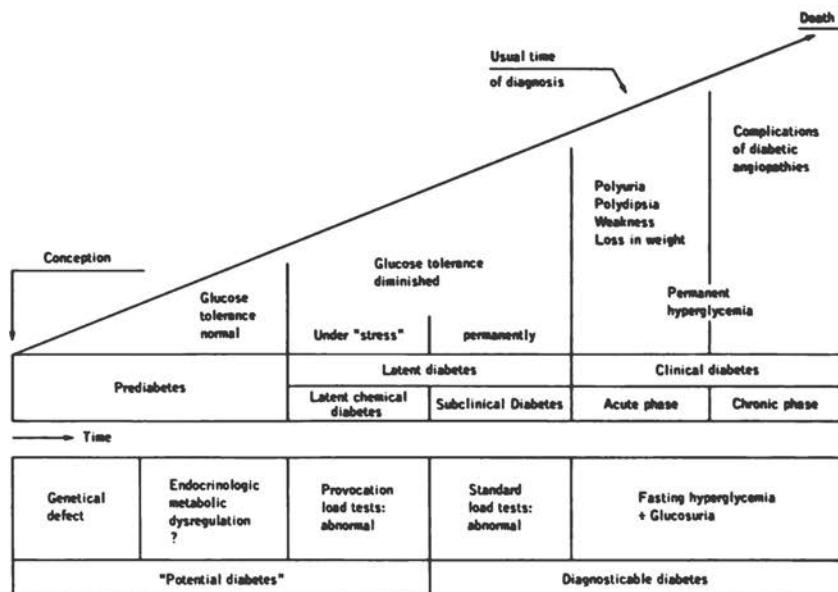 Death
Usual time
of diagnosis
Complications
of diabetic
angiopathies
Polyuria
Polydipsia
Weakness
Loss in weight
Conception
Glucose tolerance
diminished
Glucose
tolerance
normal
Permanent
hyperglycemia
Under "stress"
permanently
Prediabetes
Latent diabetes
Clinical diabetes
Latent chemical
diabetes
Subclinical Diabetes
Acute phase
Chronic phase
Time
Genetical
defect
Endocrinologic
metabolic
dysregulation
?
Provocation
load tests:
abnormal
Standard
load tests:
abnormal
Fasting hyperglycemia
+ Glucosuria
"Potential diabetes"
Diagnosticable diabetes